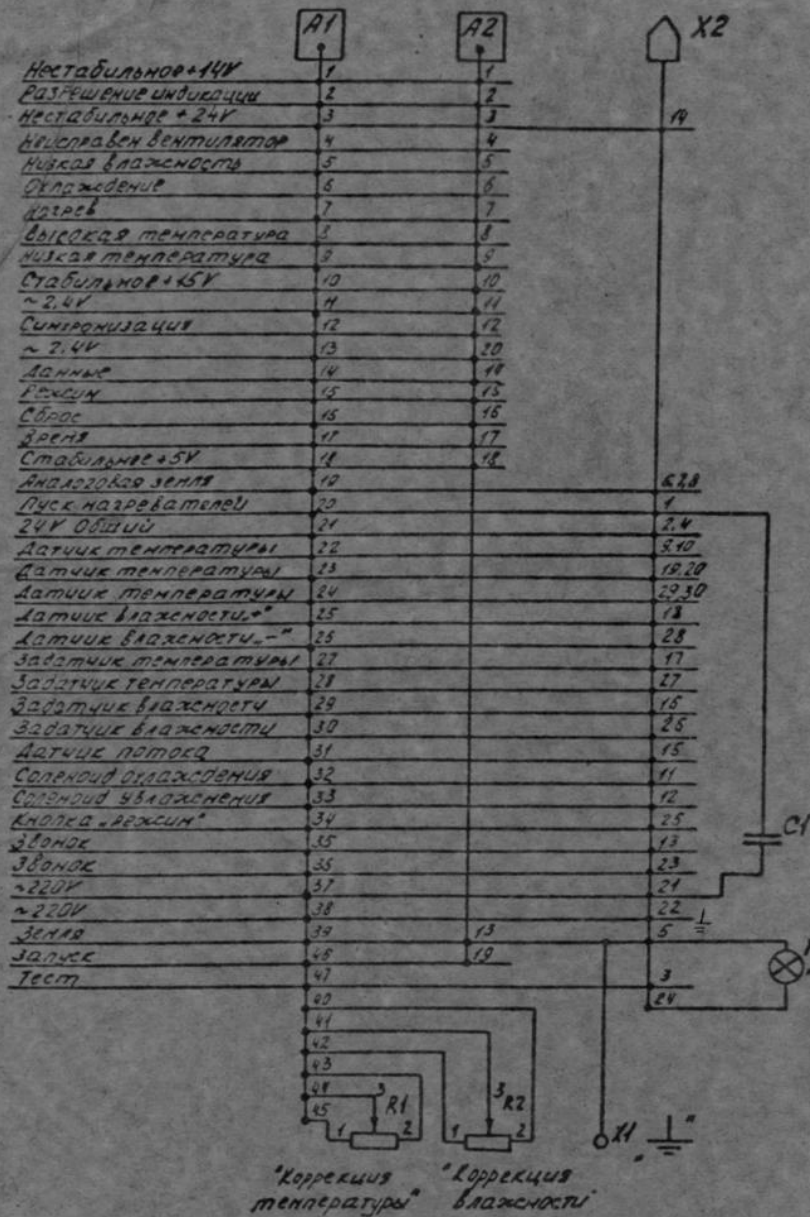 A1 A2 X2
Нестабильное+14V 1 1
Разрешение индикации 2 2
Нестабильное +24V 3 3 14
Неисправен вентилятор 4 4
Низкая влажность 5 5
Охлаждение 6 6
Нагрев 7 7
Высокая температура 8 8
Низкая температура 9 9
Стабильное+15V 10 10
~2,4V 11 11
Синхронизация 12 12
~2,4V 13 20
Данные 14
Режим 15 15
Сброс 16 16
Время 17 17
Стабильное+5V 18 18
Аналоговая земля 19
Пуск нагревателей 20 1
24V Общий 21 2,4
Датчик температуры 22 9,10
Датчик температуры 23 19,20
Датчик температуры 24 29,30
Датчик влажности„+" 25 18
Датчик влажности„-" 26 28
Задатчик температуры 27 17
Задатчик температуры 28 27
Задатчик влажности 29
Задатчик влажности 30
Датчик потока 31 15
Соленоид охлаждения 32 11
Соленоид увлажнения 33 12
Кнопка „Режим" 34 25
Звонок 35 13
C1
Звонок 36 23
~220V 37 21
~220V 38 22
Земля 39 13 5
Запуск 46 19
Тест 47 3
40 24
41
42
43
44 3 R1 3 R2
45 1 2 1 2 X1 " "
"Коррекция "Коррекция
температуры" влажности"